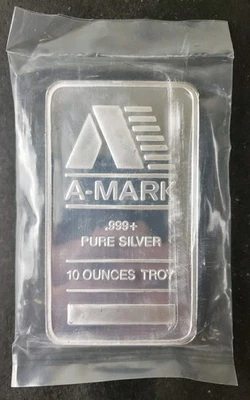 A-MARK
.999+
PURE SILVER
10 OUNCES TROY